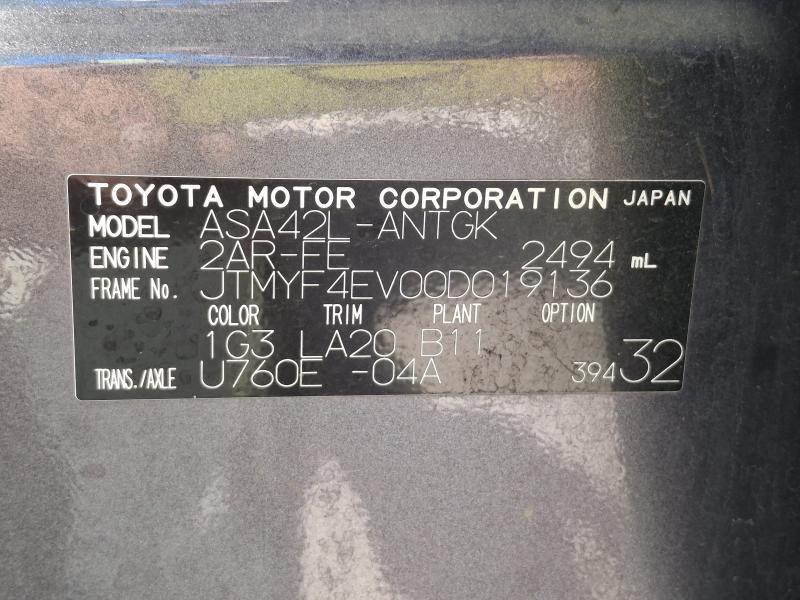 TOYOTA MOTOR CORPORATION JAPAN
MODEL ASA42L-ANTGK
ENGINE 2AR-FE 2494 mL
FRAME No. JTMYF4EV00D019136
COLOR TRIM PLANT OPTION
1G3 LA20 B11
TRANS./AXLE U760E -04A 394 32